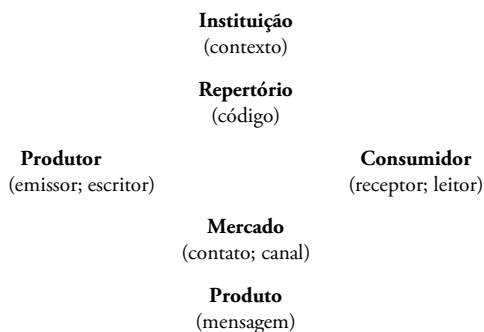 Instituição
(contexto)
Repertório
(código)
Produtor
(emissor; escritor)
Consumidor
(receptor; leitor)
Mercado
(contato; canal)
Produto
(mensagem)